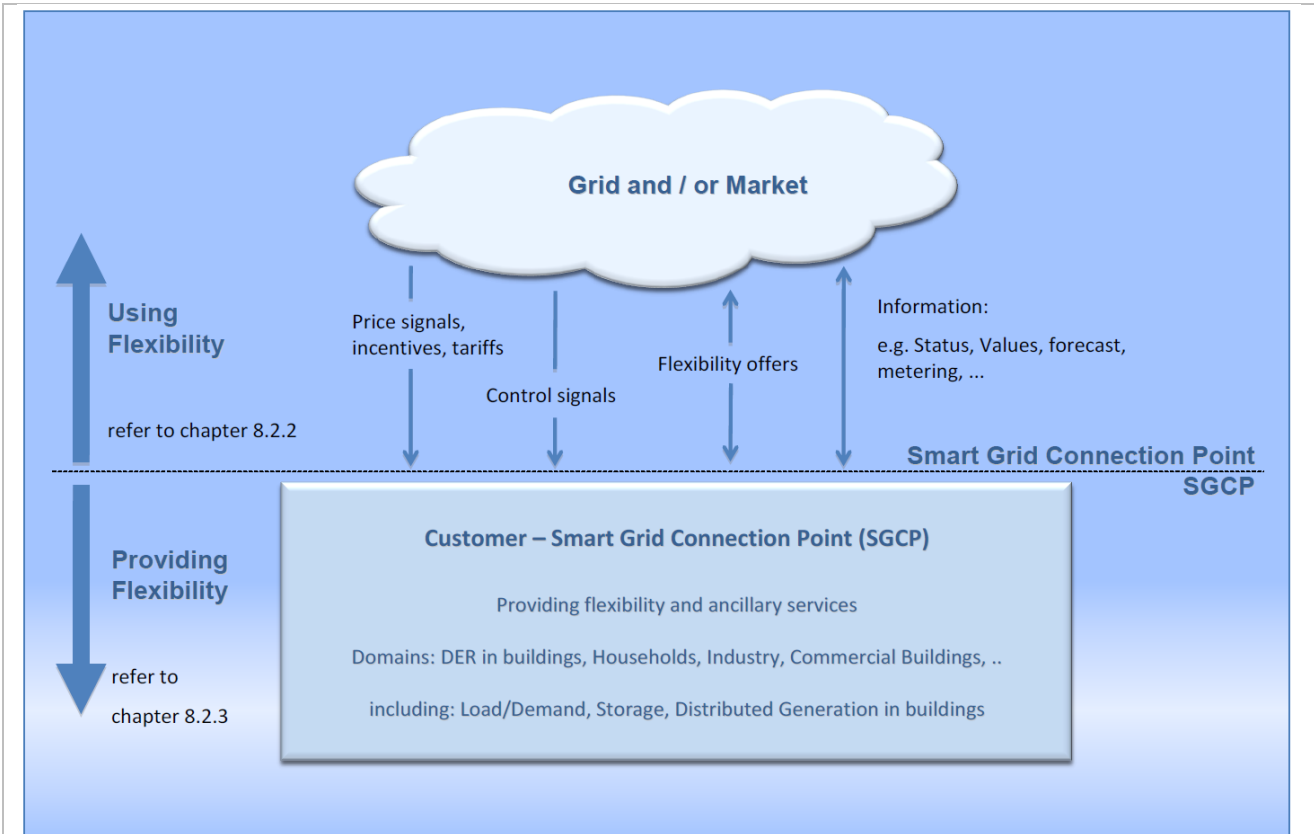 Grid and / or Market
Using
Flexibility
refer to chapter 8.2.2
Price signals,
incentives, tariffs
Control signals
Flexibility offers
Information:
e.g. Status, Values, forecast,
metering, ...
Smart Grid Connection Point
SGCP
Providing
Flexibility
refer to
chapter 8.2.3
Customer – Smart Grid Connection Point (SGCP)
Providing flexibility and ancillary services
Domains: DER in buildings, Households, Industry, Commercial Buildings, ..
including: Load/Demand, Storage, Distributed Generation in buildings